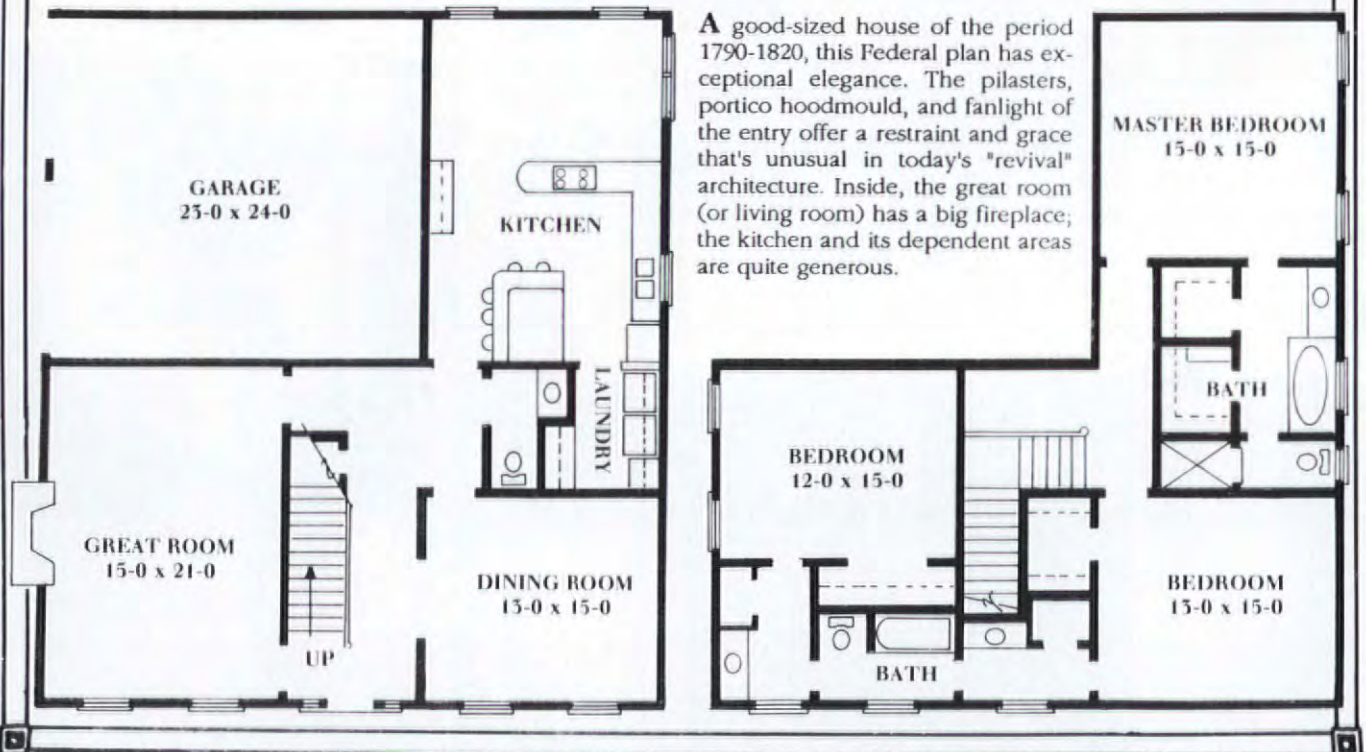 A good-sized house of the period
1790-1820, this Federal plan has ex-
ceptional elegance. The pilasters,
portico hoodmould, and fanlight of
the entry offer a restraint and grace
that's unusual in today's "revival"
architecture. Inside, the great room
(or living room) has a big fireplace;
the kitchen and its dependent areas
are quite generous.
GARAGE
23-0 x 24-0
KITCHEN
LAUNDRY
GREAT ROOM
15-0 x 21-0
UP
DINING ROOM
13-0 x 15-0
MASTER BEDROOM
15-0 x 15-0
BATH
BEDROOM
12-0 x 15-0
BATH
BEDROOM
13-0 x 15-0